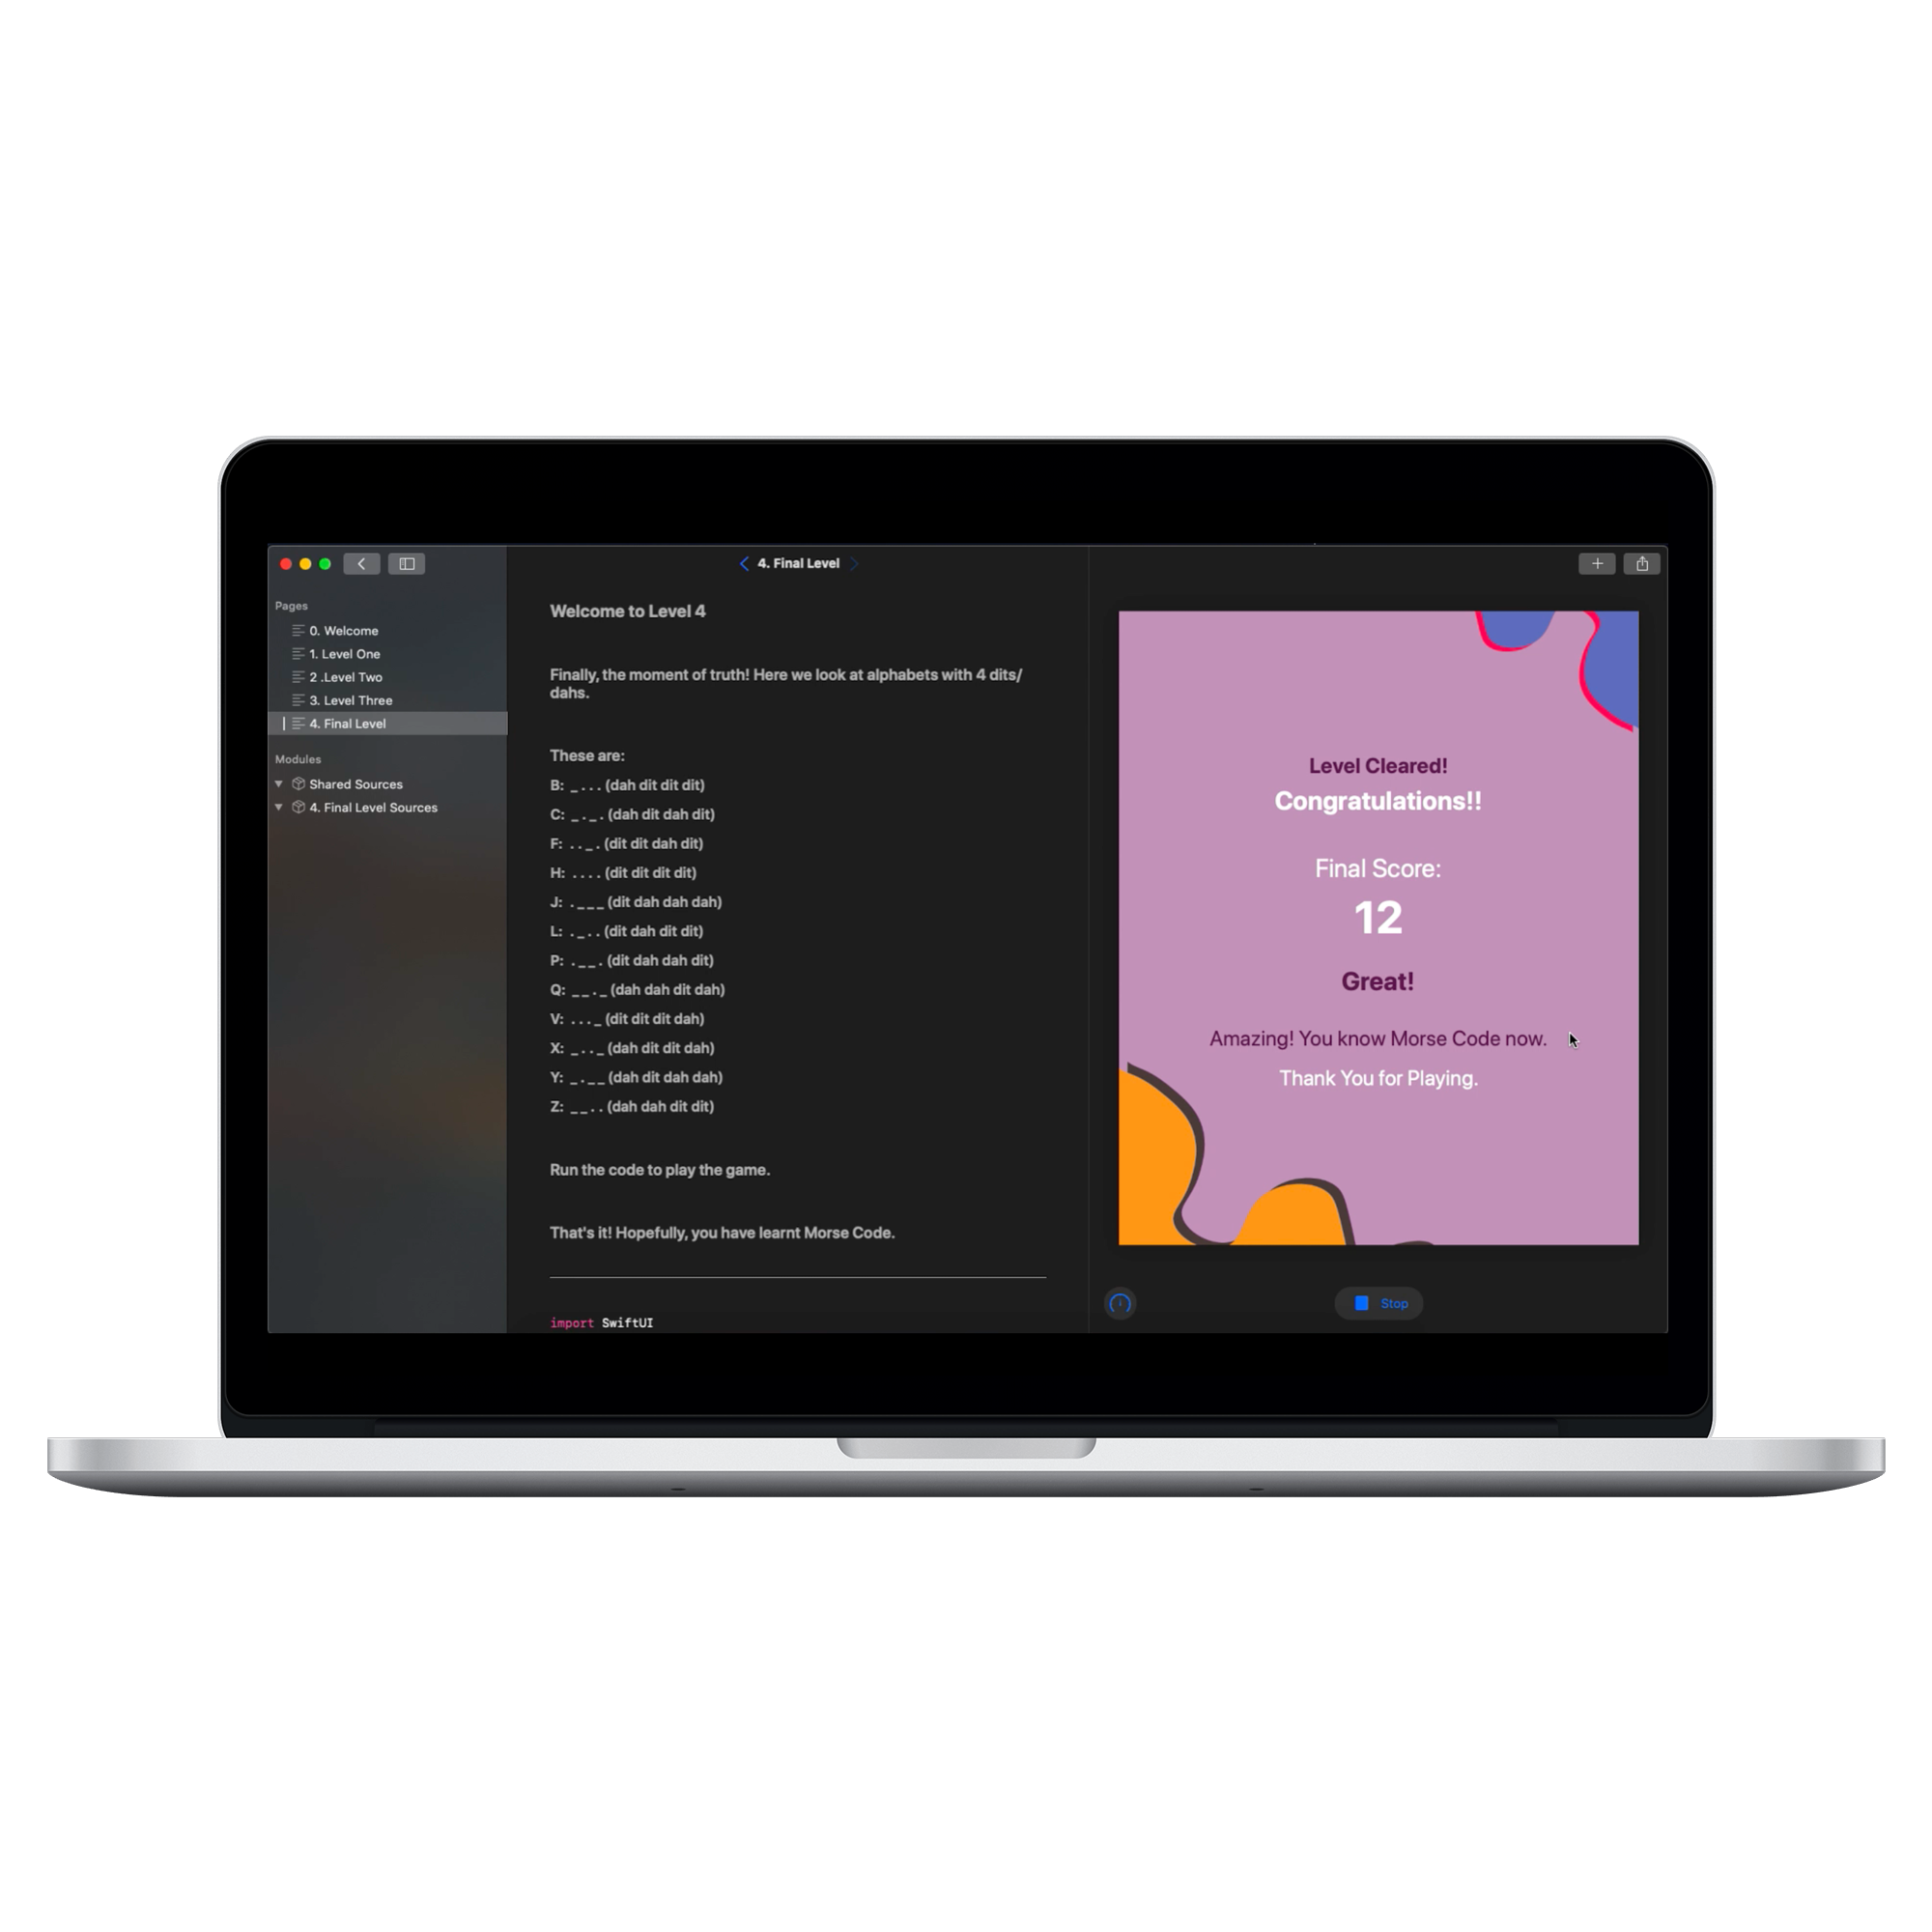 4. Final Level
Pages
0. Welcome
1. Level One
2 .Level Two
3. Level Three
4. Final Level
Modules
Shared Sources
4. Final Level Sources
Welcome to Level 4
Finally, the moment of truth! Here we look at alphabets with 4 dits/
dahs.
These are:
B: _ . . . (dah dit dit dit)
C: _ . _ . (dah dit dah dit)
F: . . _ . (dit dit dah dit)
H: . . . . (dit dit dit dit)
J: . _ _ _ (dit dah dah dah)
L: . _ . . (dit dah dit dit)
P: . _ _ . (dit dah dah dit)
Q: _ _ . _ (dah dah dit dah)
V: . . . _ (dit dit dit dah)
X: _ . . _ (dah dit dit dah)
Y: _ . _ _ (dah dit dah dah)
Z: _ _ . . (dah dah dit dit)
Run the code to play the game.
That's it! Hopefully, you have learnt Morse Code.
import SwiftUI
Level Cleared!
Congratulations!!
Final Score:
12
Great!
Amazing! You know Morse Code now.
Thank You for Playing.
Stop